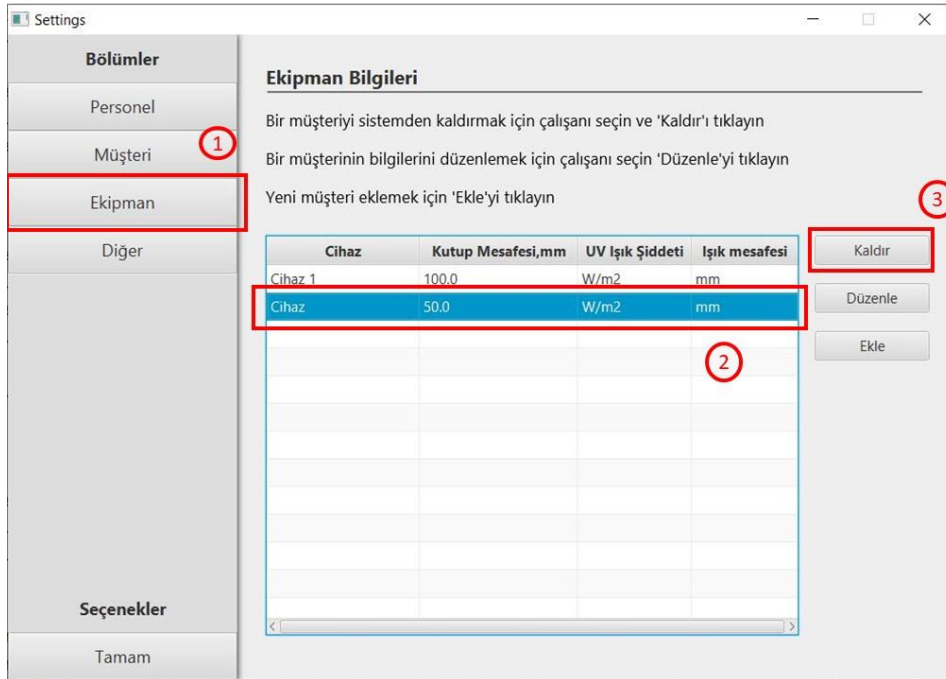 Settings
Bölümler
Personel
Müşteri
1
Ekipman
Diğer
Seçenekler
Tamam
Ekipman Bilgileri
Bir müşteriyi sistemden kaldırmak için çalışanı seçin ve 'Kaldır'ı tıklayın
Bir müşterinin bilgilerini düzenlemek için çalışanı seçin 'Düzenle'yi tıklayın
Yeni müşteri eklemek için 'Ekle'yi tıklayın
Cihaz Kutup Mesafesi,mm UV Işık Şiddeti Işık mesafesi
Cihaz 1 100.0 W/m2 mm
Cihaz 50.0 W/m2 mm
2
3
Kaldır
Düzenle
Ekle